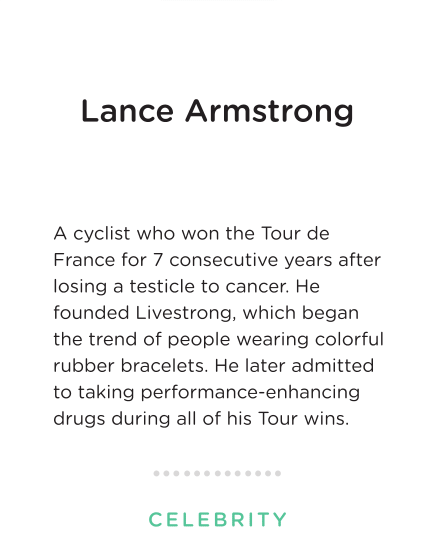 Lance Armstrong
A cyclist who won the Tour de
France for 7 consecutive years after
losing a testicle to cancer. He
founded Livestrong, which began
the trend of people wearing colorful
rubber bracelets. He later admitted
to taking performance-enhancing
drugs during all of his Tour wins.
CELEBRITY